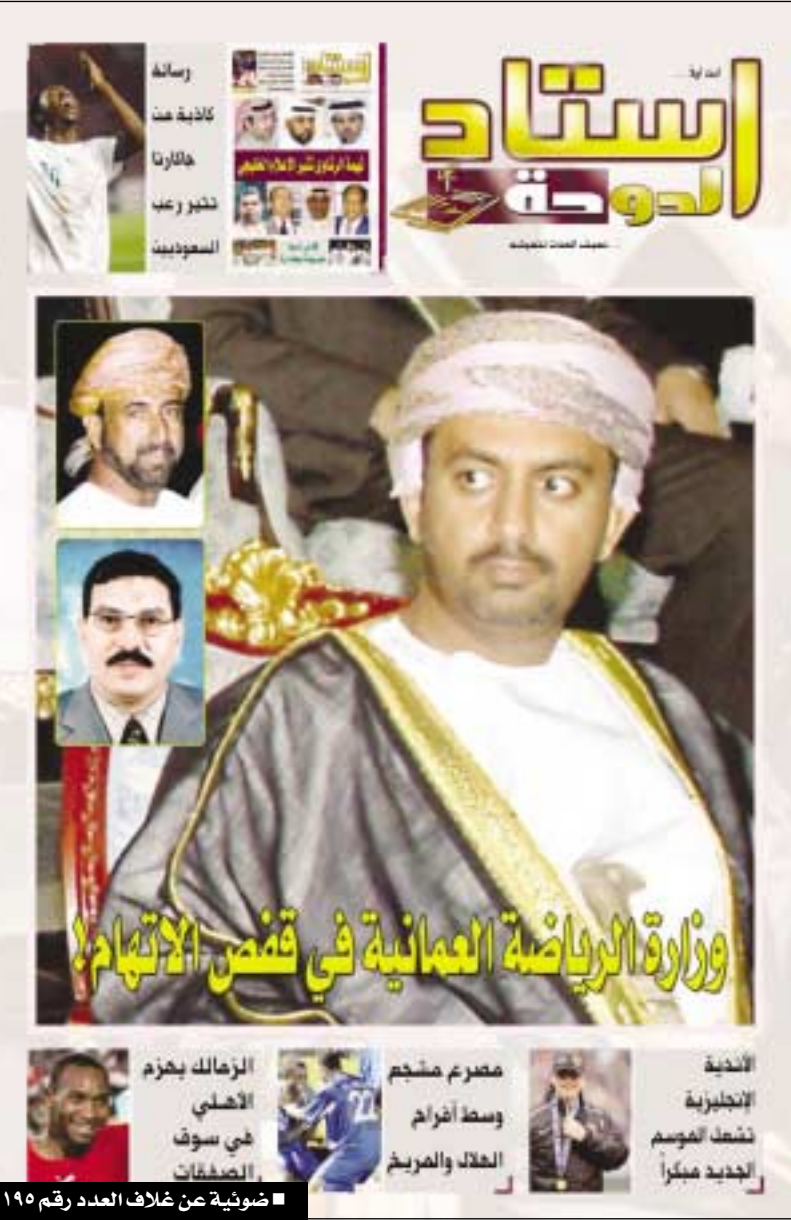 استاد
الدوحة
رسالة
كاذبة من
جاكارتا
تثير رعب
السعوديين
استاد
وزارة الرياضة العمانية في قفص الاتهام!
الأندية
الإنجليزية
تشعل الموسم
الجديد مبكراً
مصرع مشجع
وسط أفراح
الهلال والمريخ
الزمالك يهزم
الأهلي
في سوق
الصفقات
■ ضوئية عن غلاف العدد رقم ١٩٥